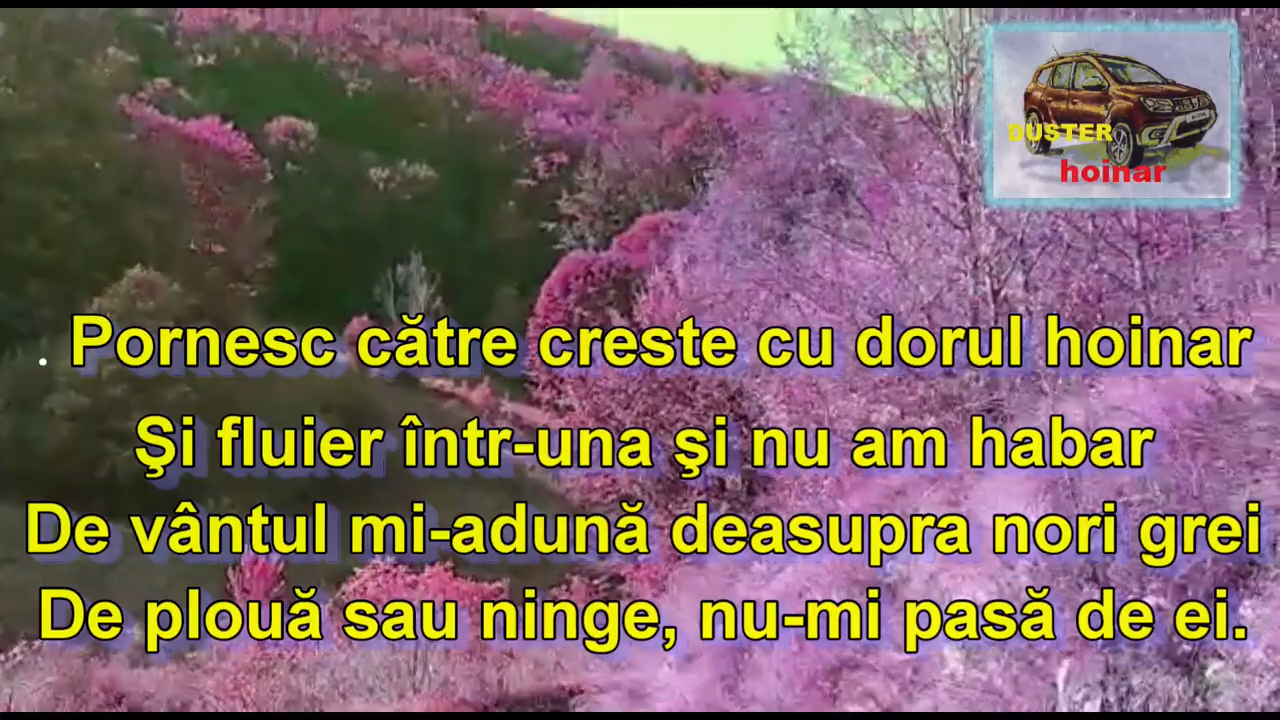 DUSTER
hoinar
. Pornesc către creste cu dorul hoinar
Şi fluier într-una şi nu am habar
De vântul mi-adună deasupra nori grei
De plouă sau ninge, nu-mi pasă de ei.